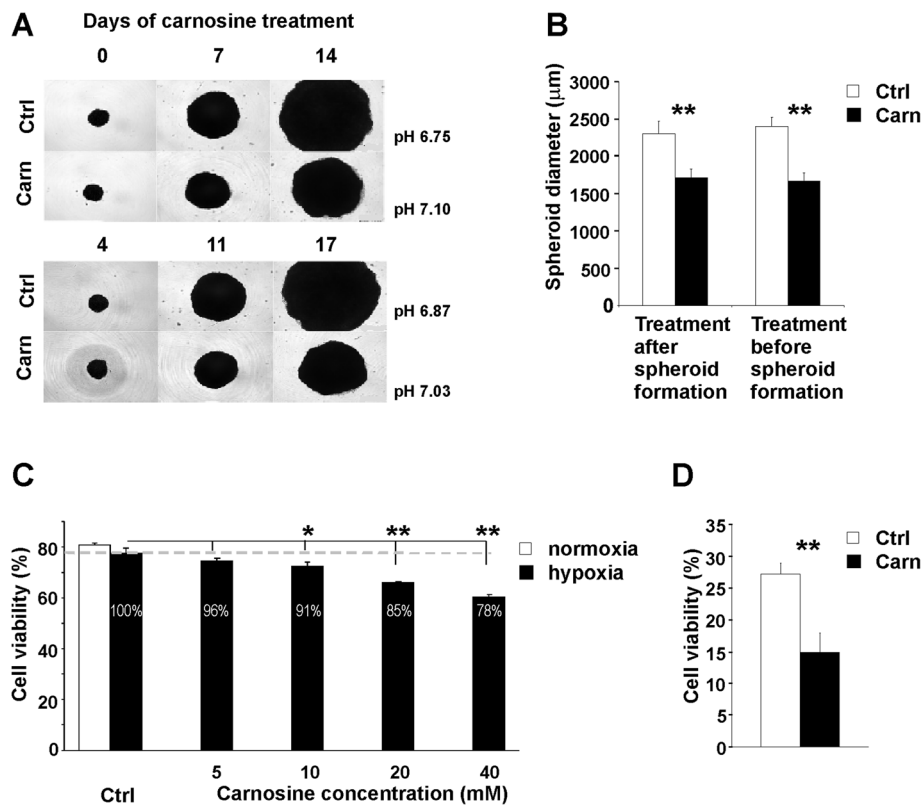 A
Days of carnosine treatment
0 7 14
Ctrl
pH 6.75
Carn
pH 7.10
4 11 17
Ctrl
pH 6.87
Carn
pH 7.03
B
Spheroid diameter (µm)
3000
2500
2000
1500
1000
500
0
** **
Ctrl
Carn
Treatment
after
spheroid
formation
Treatment
before
spheroid
formation
C
Cell viability (%)
80
60
40
20
0
* ** **
normoxia
hypoxia
100% 96% 91% 85% 78%
5 10 20 40
Ctrl Carnosine concentration (mM)
D
Cell viability (%)
35
30
25
20
15
10
5
0
**
Ctrl
Carn